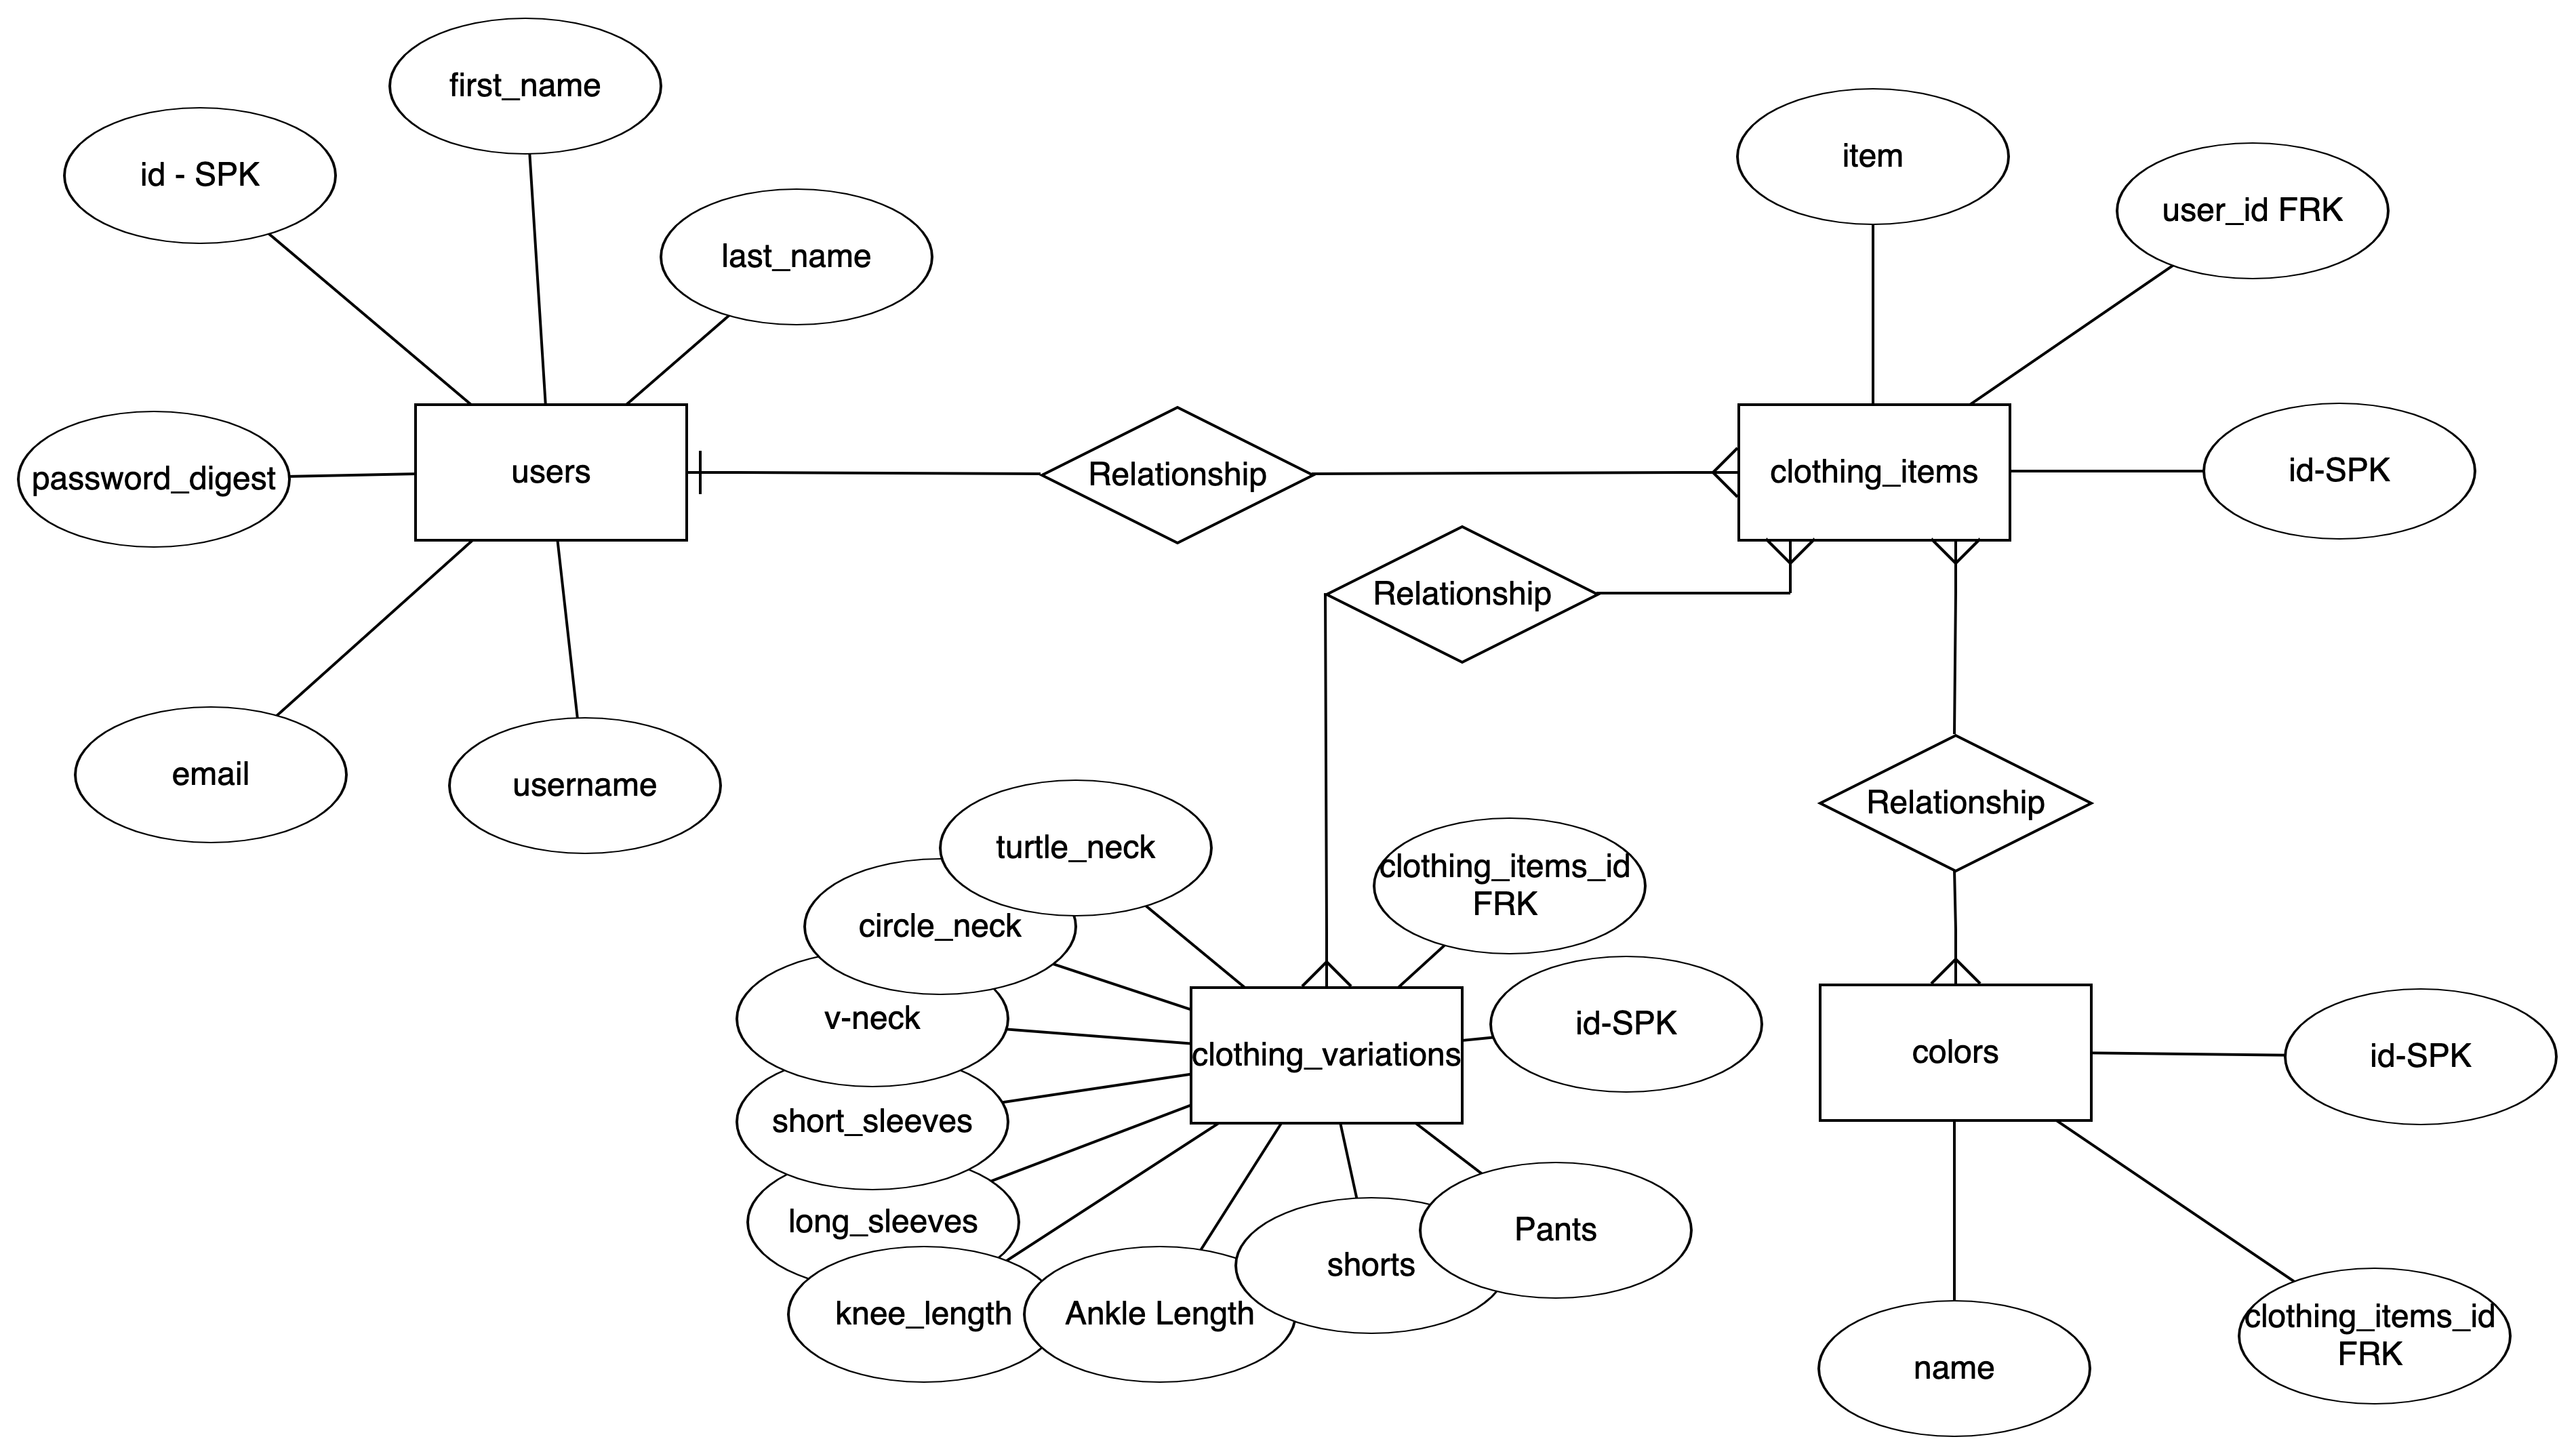 first_name
id - SPK
last_name
item
user_id FRK
password_digest
users
Relationship
clothing_items
id-SPK
Relationship
email
username
Relationship
turtle_neck
clothing_items_id
FRK
circle_neck
v-neck
id-SPK
clothing_variations
colors
id-SPK
short_sleeves
long_sleeves
Pants
shorts
knee_length
Ankle Length
clothing_items_id
FRK
name